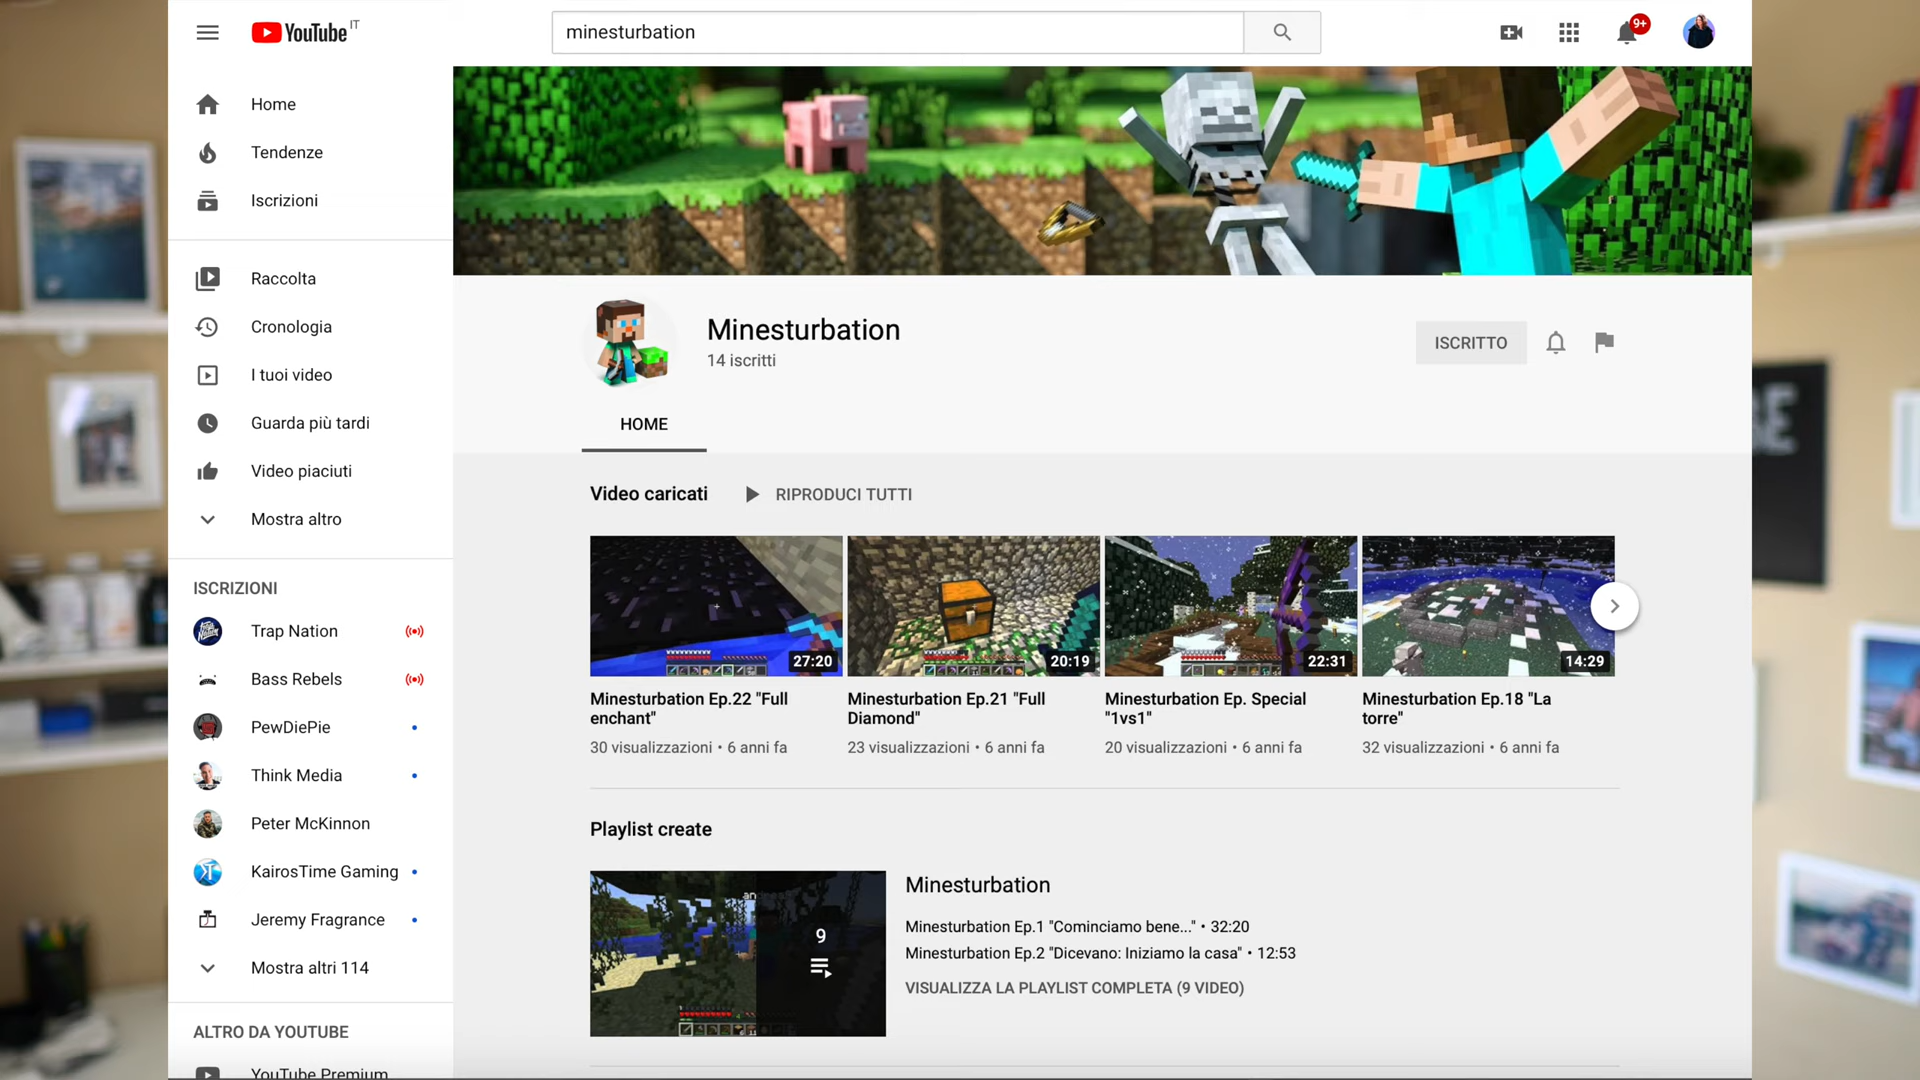 YouTube IT
minesturbation
9+
Home
Tendenze
Iscrizioni
Raccolta
Cronologia
I tuoi video
Guarda più tardi
Video piaciuti
Mostra altro
ISCRIZIONI
Trap Nation
Bass Rebels
PewDiePie
Think Media
Peter McKinnon
KairosTime Gaming
Jeremy Fragrance
Mostra altri 114
ALTRO DA YOUTUBE
YouTube Premium
Minesturbation
14 iscritti
ISCRITTO
HOME
Video caricati
RIPRODUCI TUTTI
27:20
20:19
22:31
14:29
Minesturbation Ep.22 "Full
enchant"
30 visualizzazioni • 6 anni fa
Minesturbation Ep.21 "Full
Diamond"
23 visualizzazioni • 6 anni fa
Minesturbation Ep. Special
"1vs1"
20 visualizzazioni • 6 anni fa
Minesturbation Ep.18 "La
torre"
32 visualizzazioni • 6 anni fa
Playlist create
an
9
Minesturbation
Minesturbation Ep.1 "Cominciamo bene..." • 32:20
Minesturbation Ep.2 "Dicevano: Iniziamo la casa" • 12:53
VISUALIZZA LA PLAYLIST COMPLETA (9 VIDEO)